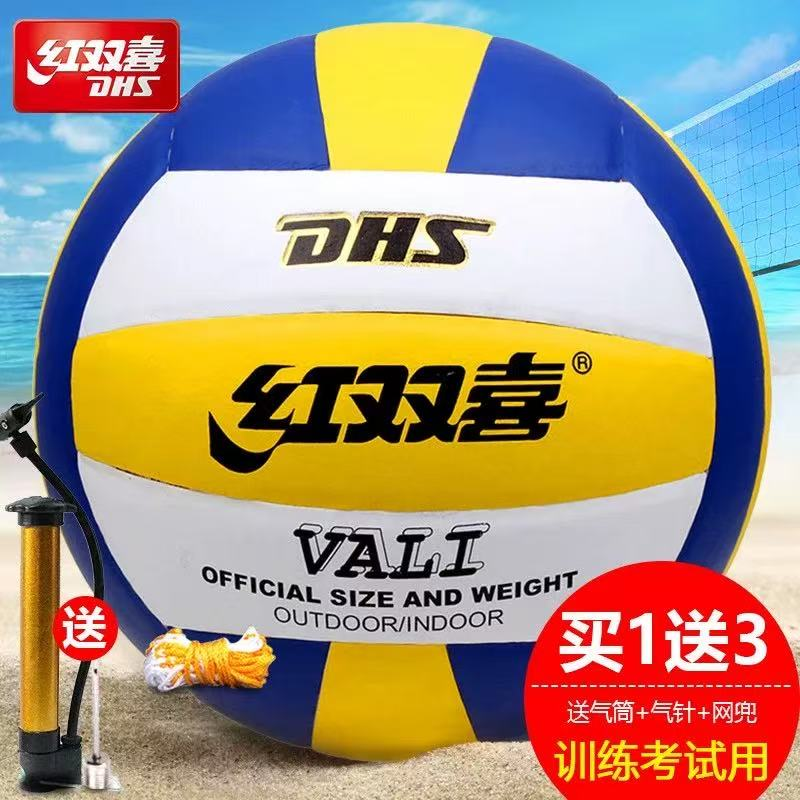 红双喜
DHS
DHS
红双喜®
VALI
OFFICIAL SIZE AND WEIGHT
OUTDOOR/INDOOR
送
买1送3
送气筒+气针+网兜
训练考试用